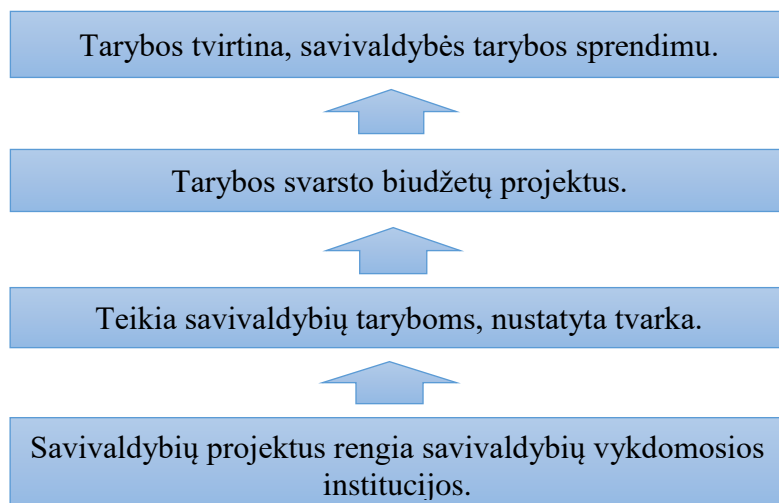 Tarybos tvirtina, savivaldybės tarybos sprendimu.
Tarybos svarsto biudžetų projektus.
Teikia savivaldybių taryboms, nustatyta tvarka.
Savivaldybių projektus rengia savivaldybių vykdomosios
institucijos.